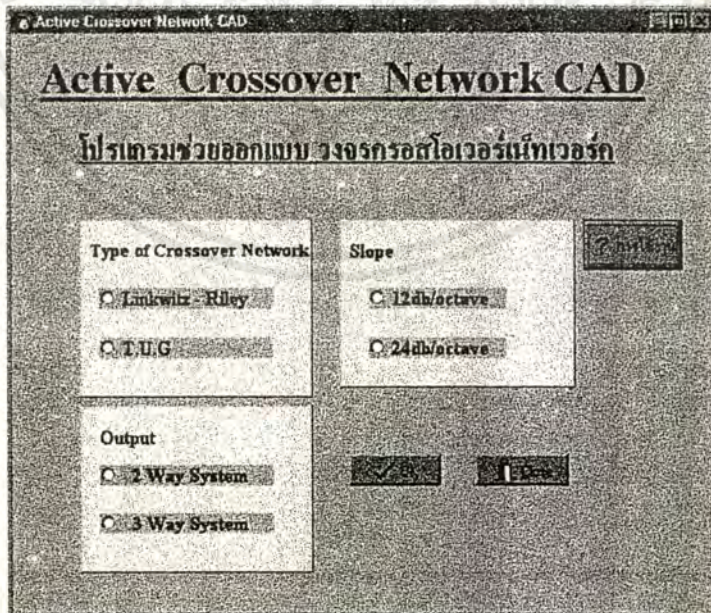 Active Crossover Network CAD
Active Crossover Network CAD
โปรแกรมช่วยออกแบบ วงจรครอสโอเวอร์เน็ทเวอร์ค
Type of Crossover Network
Linkwitz - Riley
T.U.G
Slope
12db/octave
24db/octave
?
Output
2 Way System
3 Way System